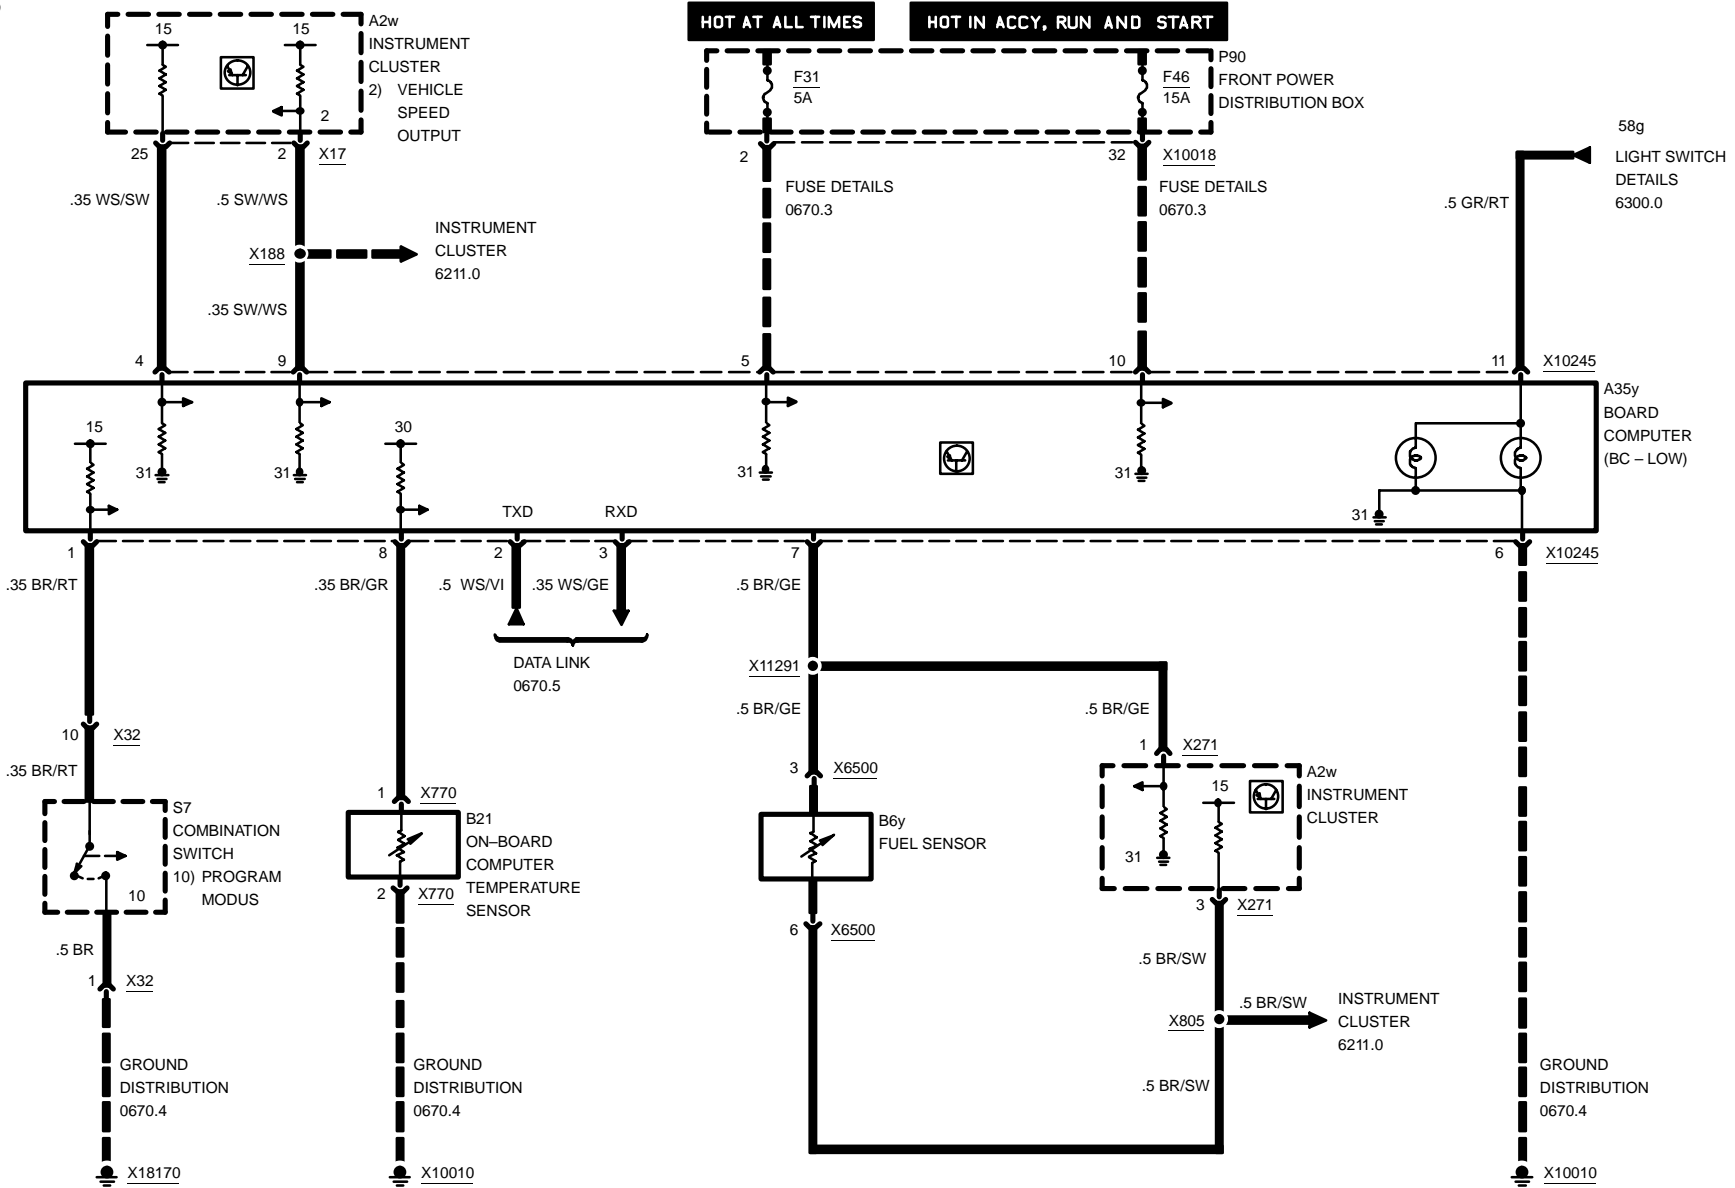 HOT AT ALL TIMES
HOT IN ACCY, RUN AND START
15
15
2
A2w
INSTRUMENT
CLUSTER
2) VEHICLE
SPEED
OUTPUT
F31
5A
F46
15A
P90
FRONT POWER
DISTRIBUTION BOX
25
2
X17
2
32
X10018
58g
LIGHT SWITCH
DETAILS
6300.0
.35 WS/SW
.5 SW/WS
FUSE DETAILS
0670.3
FUSE DETAILS
0670.3
.5 GR/RT
X188
INSTRUMENT
CLUSTER
6211.0
.35 SW/WS
4
9
5
10
11
X10245
A35y
BOARD
COMPUTER
(BC – LOW)
15
31
31
30
31
31
31
TXD
RXD
1
8
2
3
7
6
X10245
.35 BR/RT
.35 BR/GR
.5 WS/VI
.35 WS/GE
.5 BR/GE
DATA LINK
0670.5
X11291
.5 BR/GE
.5 BR/GE
10
X32
.35 BR/RT
1
X770
3
X6500
1
X271
S7
COMBINATION
SWITCH
10) PROGRAM
MODUS
10
B21
ON–BOARD
COMPUTER
TEMPERATURE
SENSOR
B6y
FUEL SENSOR
15
31
A2w
INSTRUMENT
CLUSTER
2
X770
6
X6500
3
X271
.5 BR
1
X32
.5 BR/SW
X805
.5 BR/SW
INSTRUMENT
CLUSTER
6211.0
.5 BR/SW
GROUND
DISTRIBUTION
0670.4
GROUND
DISTRIBUTION
0670.4
GROUND
DISTRIBUTION
0670.4
X18170
X10010
X10010